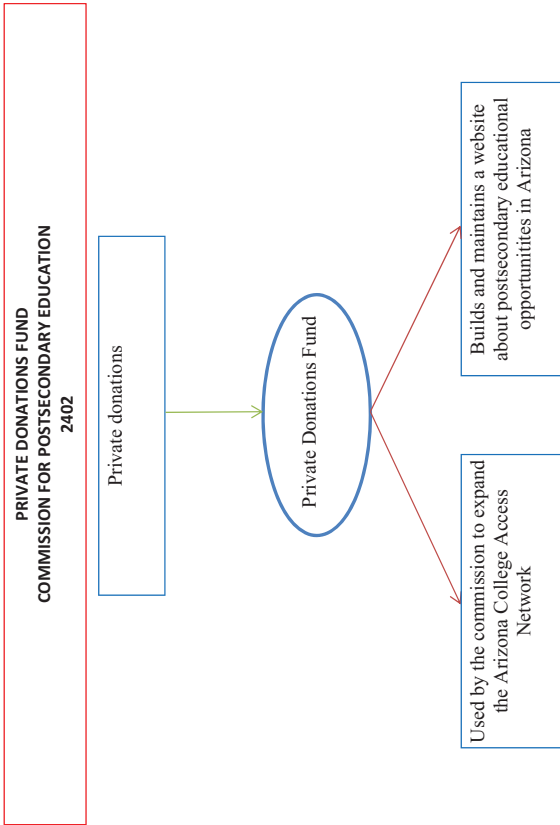 PRIVATE DONATIONS FUND
COMMISSION FOR POSTSECONDARY EDUCATION
2402
Private donations
Private Donations Fund
Used by the commission to expand
the Arizona College Access
Network
Builds and maintains a website
about postsecondary educational
opportunitites in Arizona